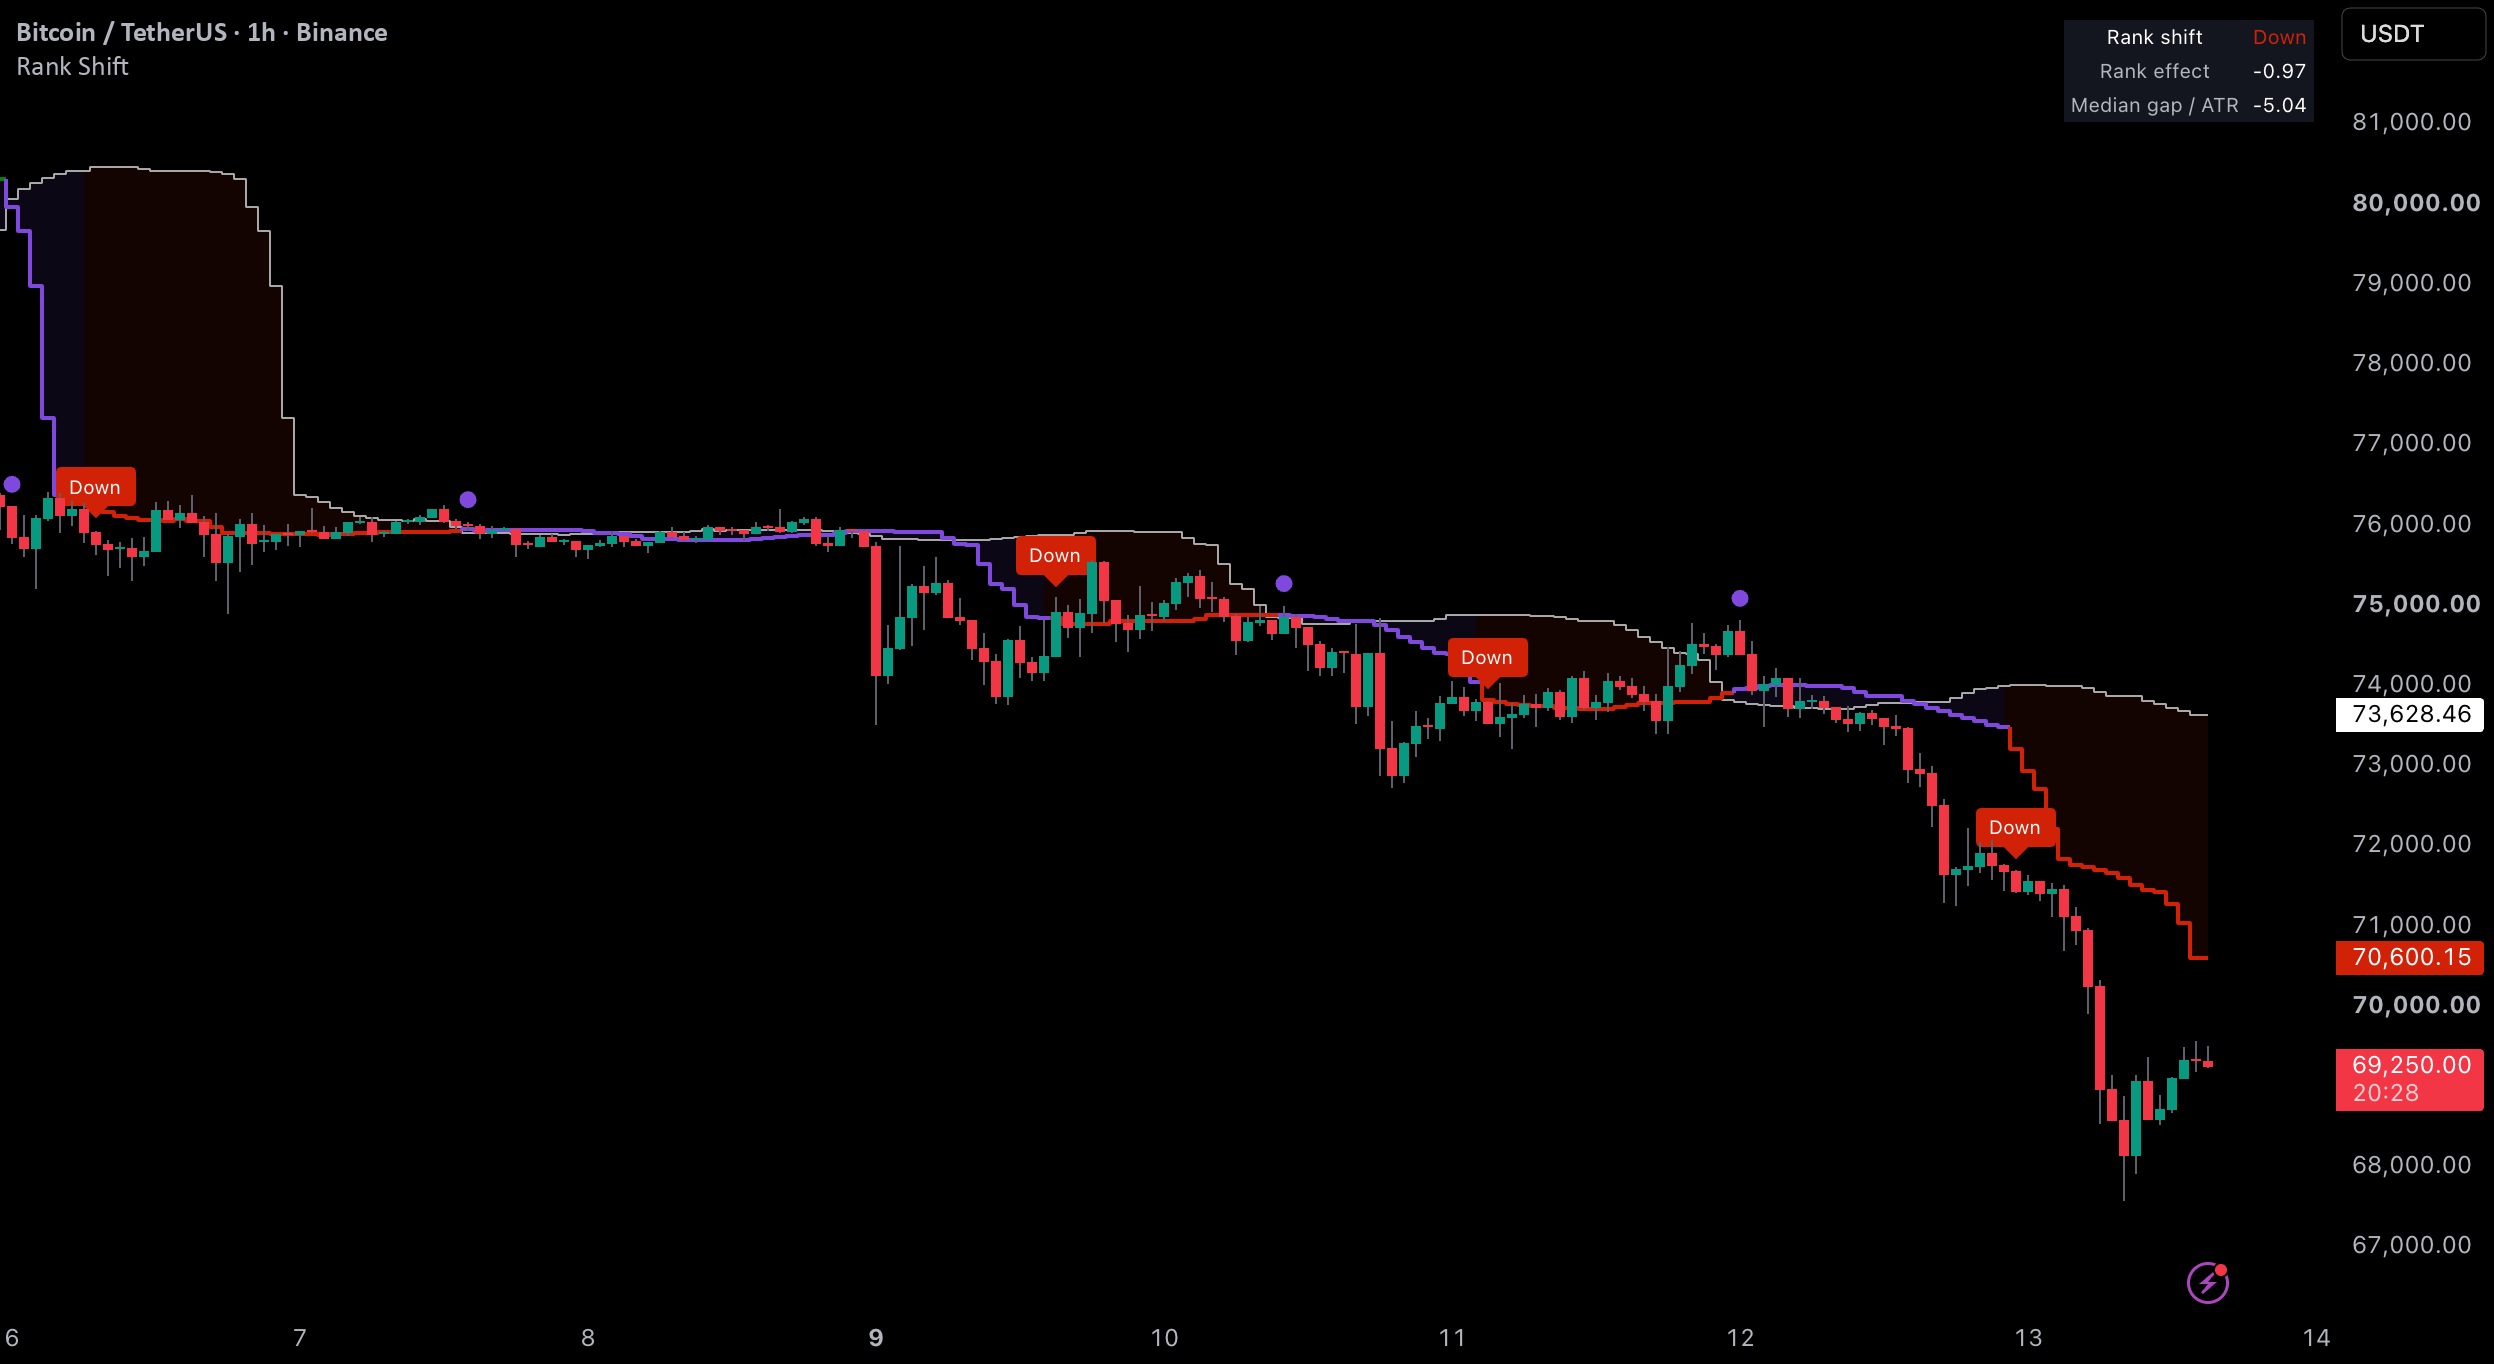 Bitcoin / TetherUS · 1h · Binance
Rank Shift
Rank shift Down
Rank effect -0.97
Median gap / ATR -5.04
USDT
81,000.00
80,000.00
79,000.00
78,000.00
77,000.00
76,000.00
75,000.00
74,000.00
73,628.46
73,000.00
72,000.00
71,000.00
70,600.15
70,000.00
69,250.00
20:28
68,000.00
67,000.00
Down
Down
Down
Down
6 7 8 9 10 11 12 13 14